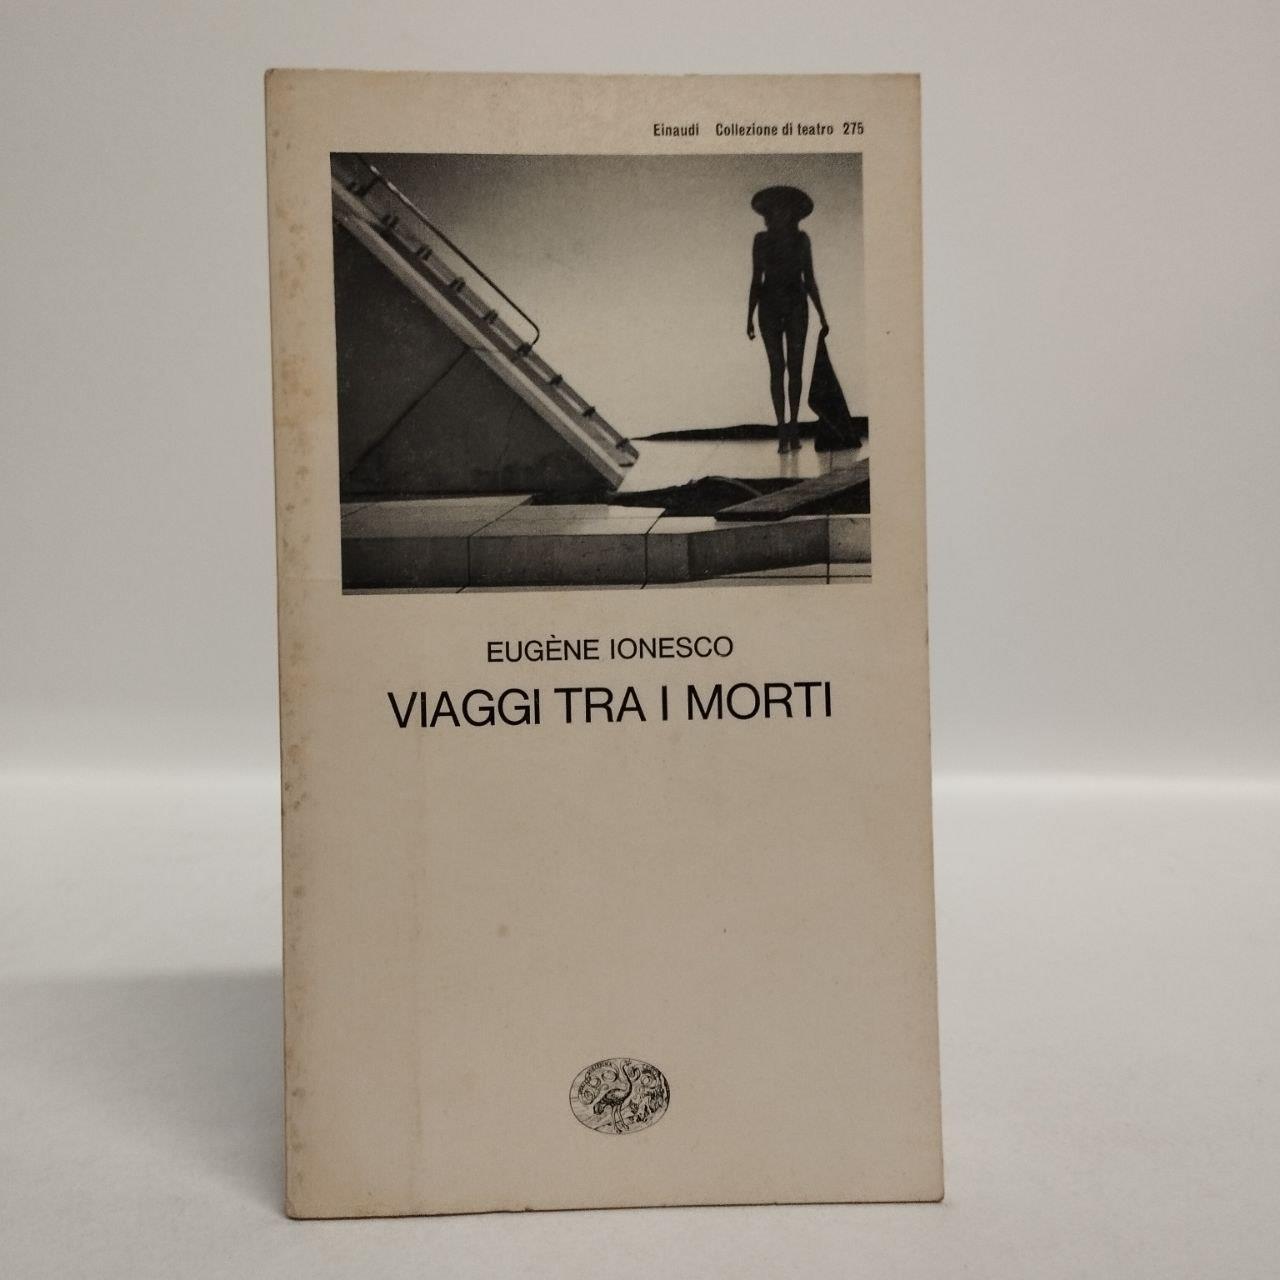 Einaudi Collezione di teatro 275
EUGÈNE IONESCO
VIAGGI TRA I MORTI